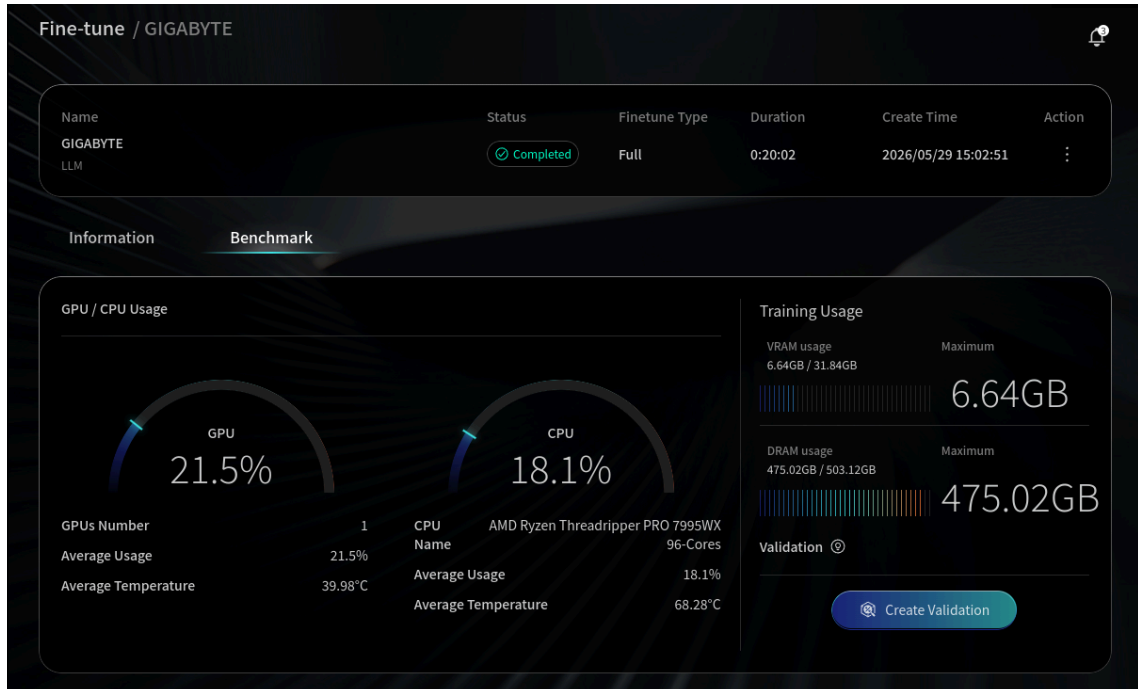 Fine-tune / GIGABYTE
3
Name
Status
Finetune Type
Duration
Create Time
Action
GIGABYTE
LLM
Completed
Full
0:20:02
2026/05/29 15:02:51
Information
Benchmark
GPU / CPU Usage
GPU
21.5%
CPU
18.1%
GPUs Number 1
Average Usage 21.5%
Average Temperature 39.98°C
CPU Name
AMD Ryzen Threadripper PRO 7995WX
96-Cores
Average Usage 18.1%
Average Temperature 68.28°C
Training Usage
VRAM usage
6.64GB / 31.84GB
Maximum
6.64GB
DRAM usage
475.02GB / 503.12GB
Maximum
475.02GB
Validation
Create Validation